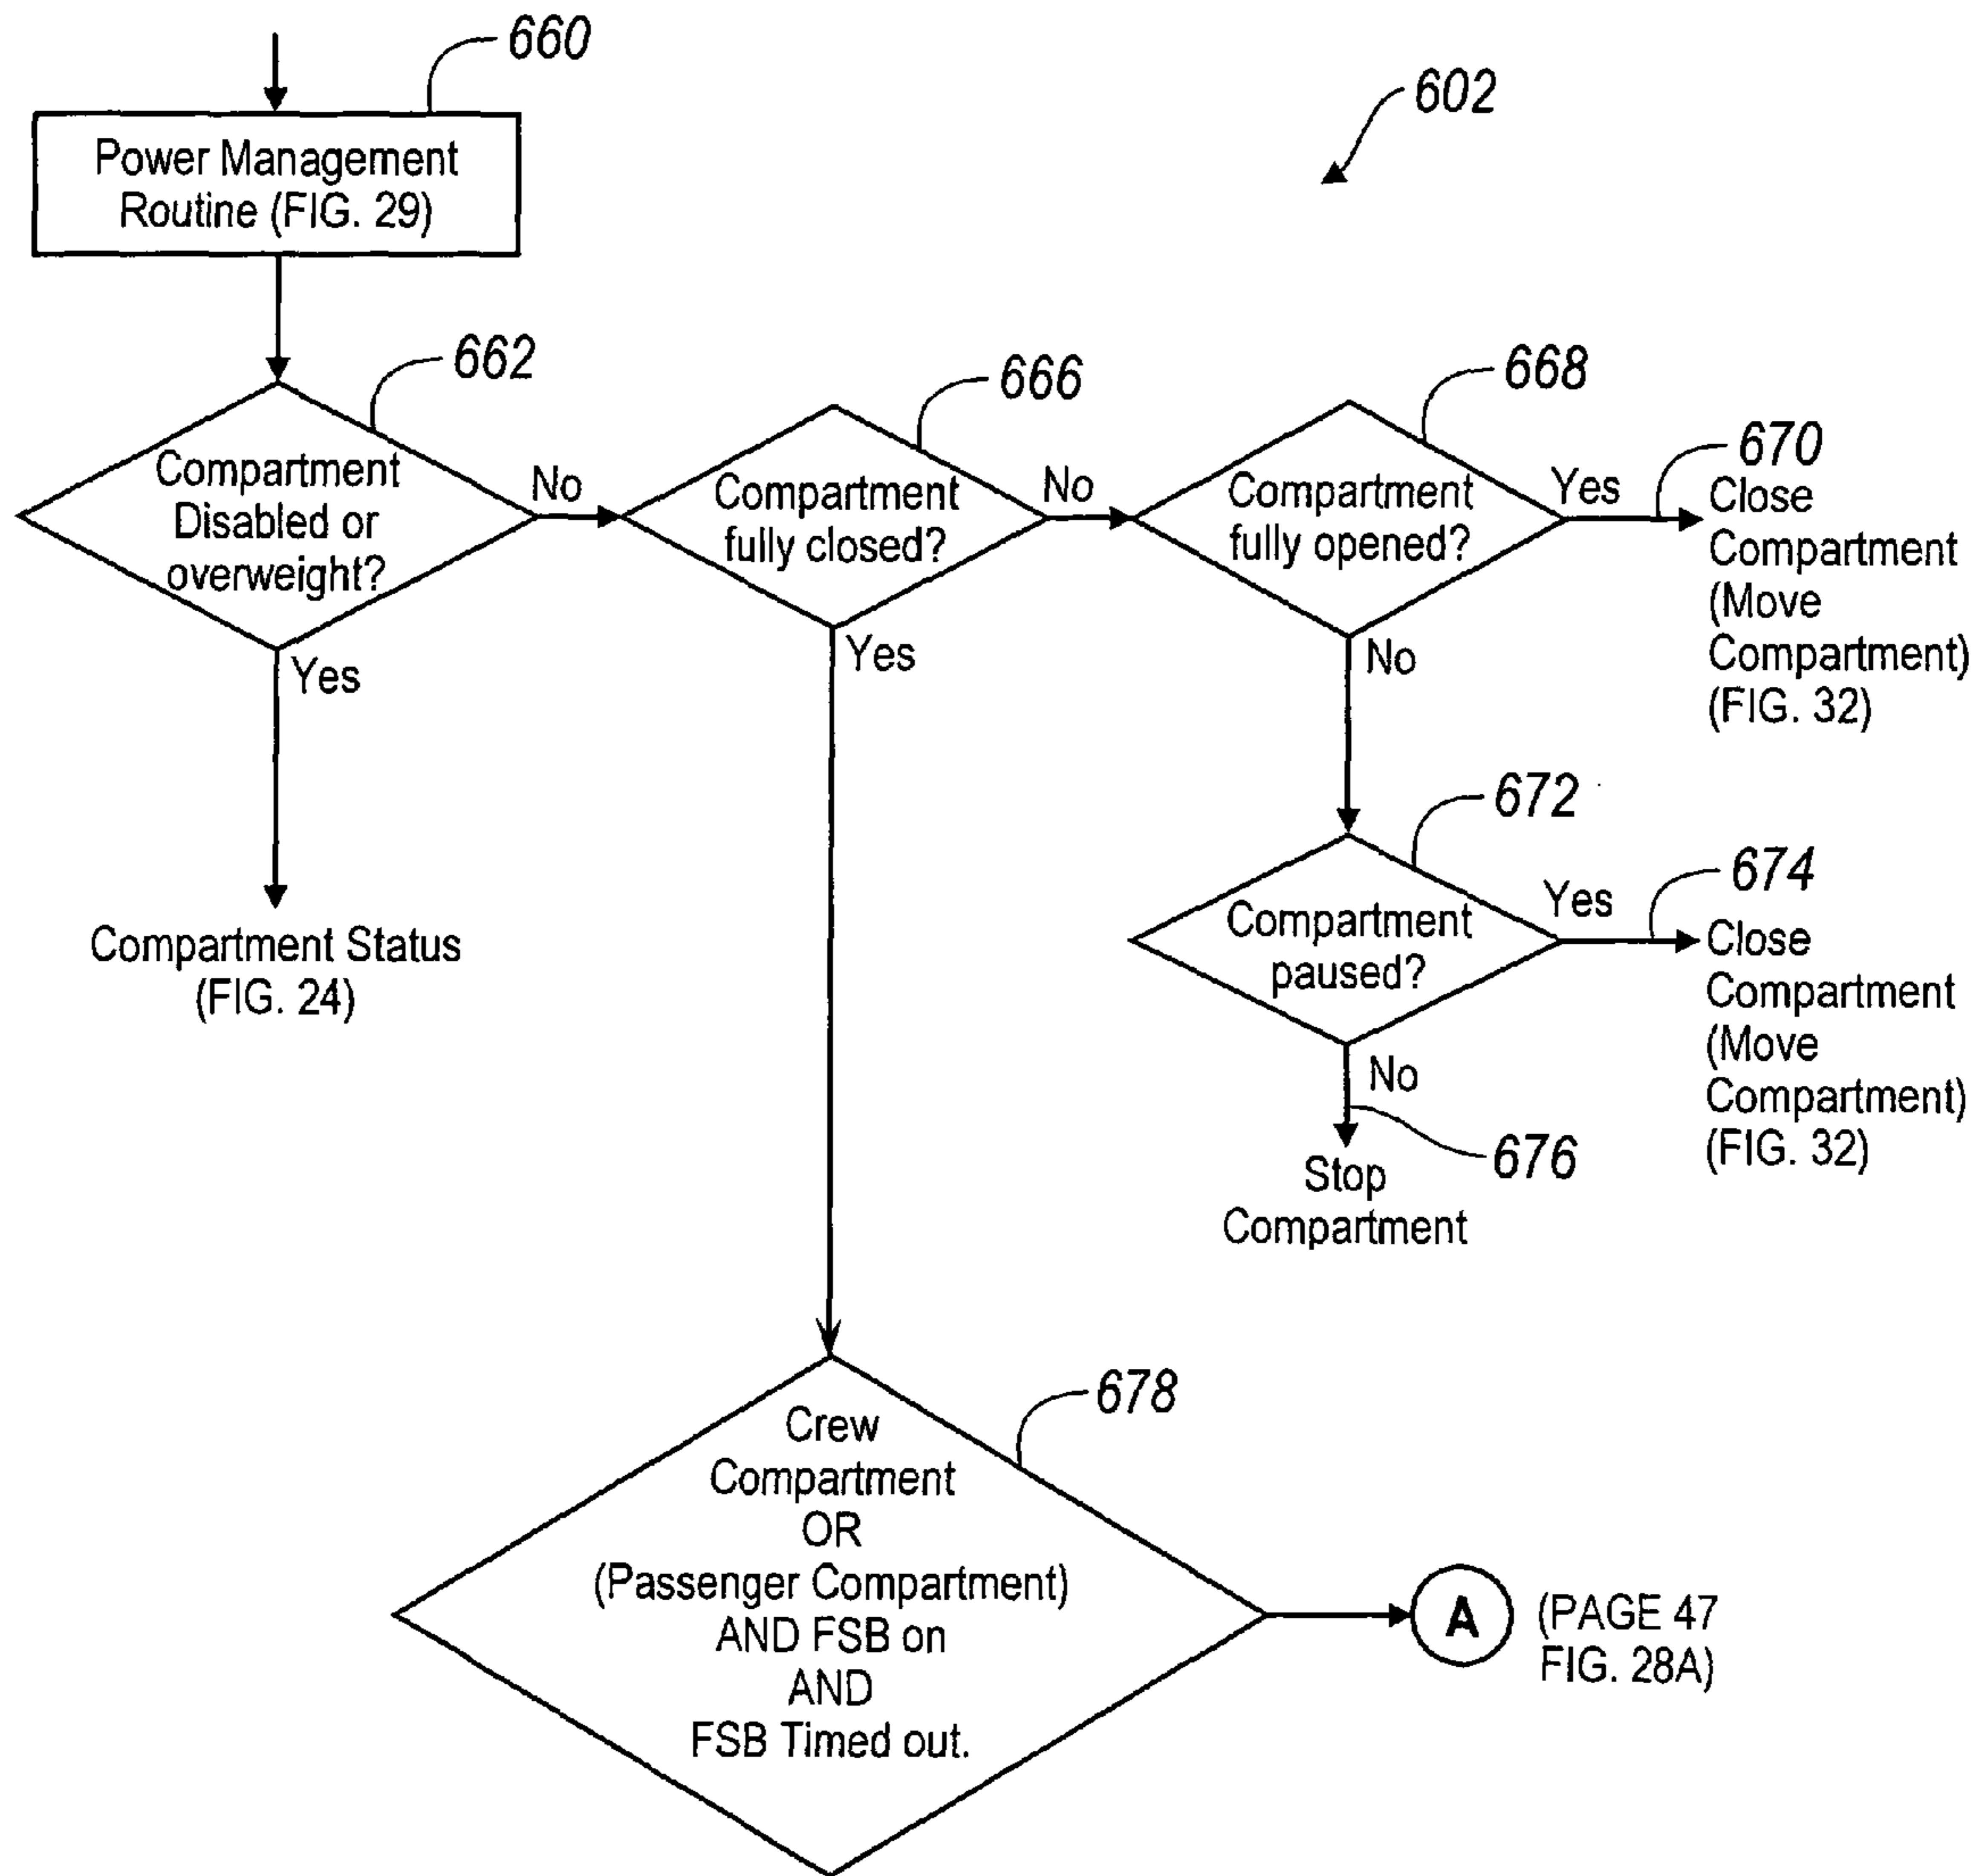 660
602
Power Management
Routine (FIG. 29)
662
666
668
670
Compartment
Disabled or
overweight?
No
Compartment
fully closed?
No
Compartment
fully opened?
Yes
Close
Compartment
(Move
Compartment)
(FIG. 32)
Yes
Yes
No
672
674
Compartment Status
(FIG. 24)
Compartment
paused?
Yes
Close
Compartment
(Move
Compartment)
(FIG. 32)
No
676
Stop
Compartment
678
Crew
Compartment
OR
(Passenger Compartment)
AND FSB on
AND
FSB Timed out.
A
(PAGE 47
FIG. 28A)